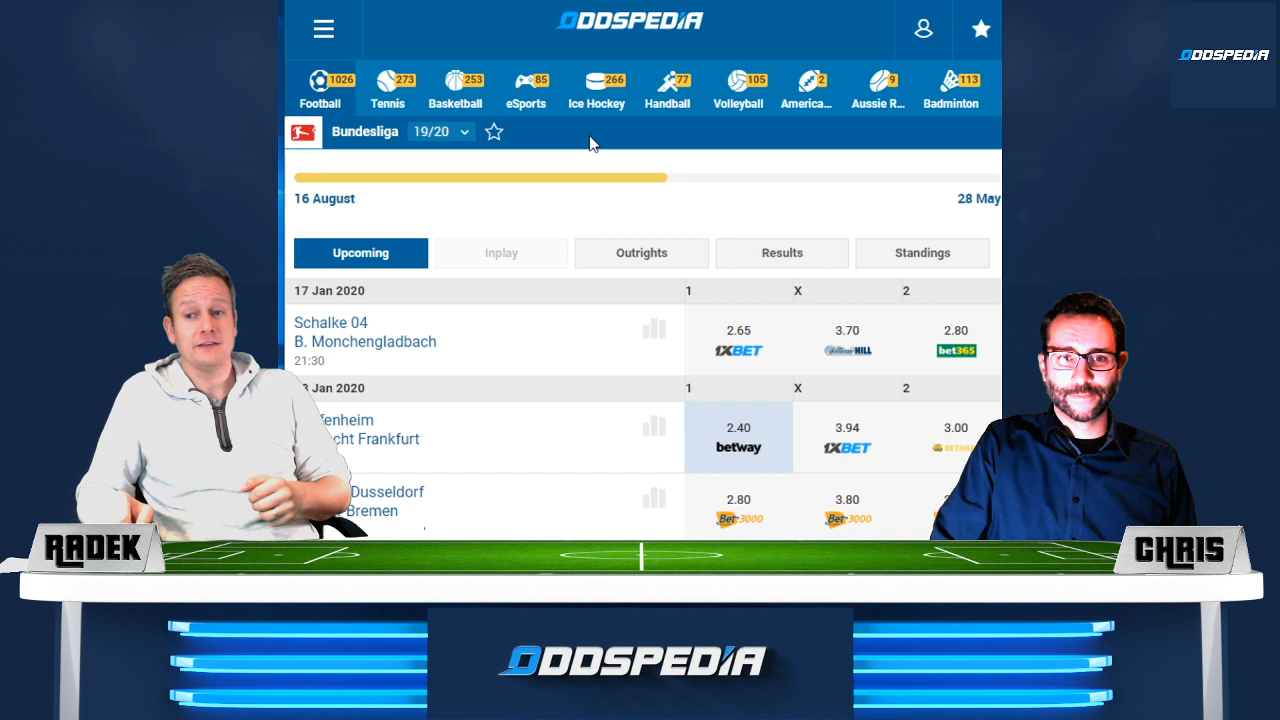 ODDSPEDIA
ODDSPEDIA
1026 273 253 85 266 77 105 2 9 113
Football Tennis Basketball eSports Ice Hockey Handball Volleyball America... Aussie R... Badminton
Bundesliga 19/20
16 August 28 May
Upcoming Inplay Outrights Results Standings
17 Jan 2020 1 X 2
Schalke 04
B. Monchengladbach
21:30
2.65 3.70 2.80
1XBET William HILL bet365
Jan 2020 1 X 2
fenheim
cht Frankfurt
2.40 3.94 3.00
betway 1XBET BETHA
Dusseldorf
Bremen
2.80 3.80
Bet3000 Bet3000
RADEK
CHRIS
ODDSPEDIA